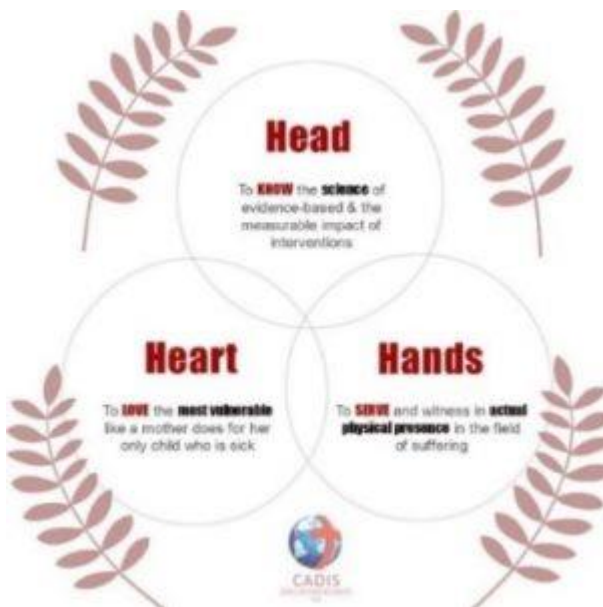 Head
To KNOW the science of
evidence-based & the
measurable impact of
interventions
Heart
To LOVE the most vulnerable
like a mother does for her
only child who is sick
Hands
To SERVE and witness in actual
physical presence in the field
of suffering
CADIS